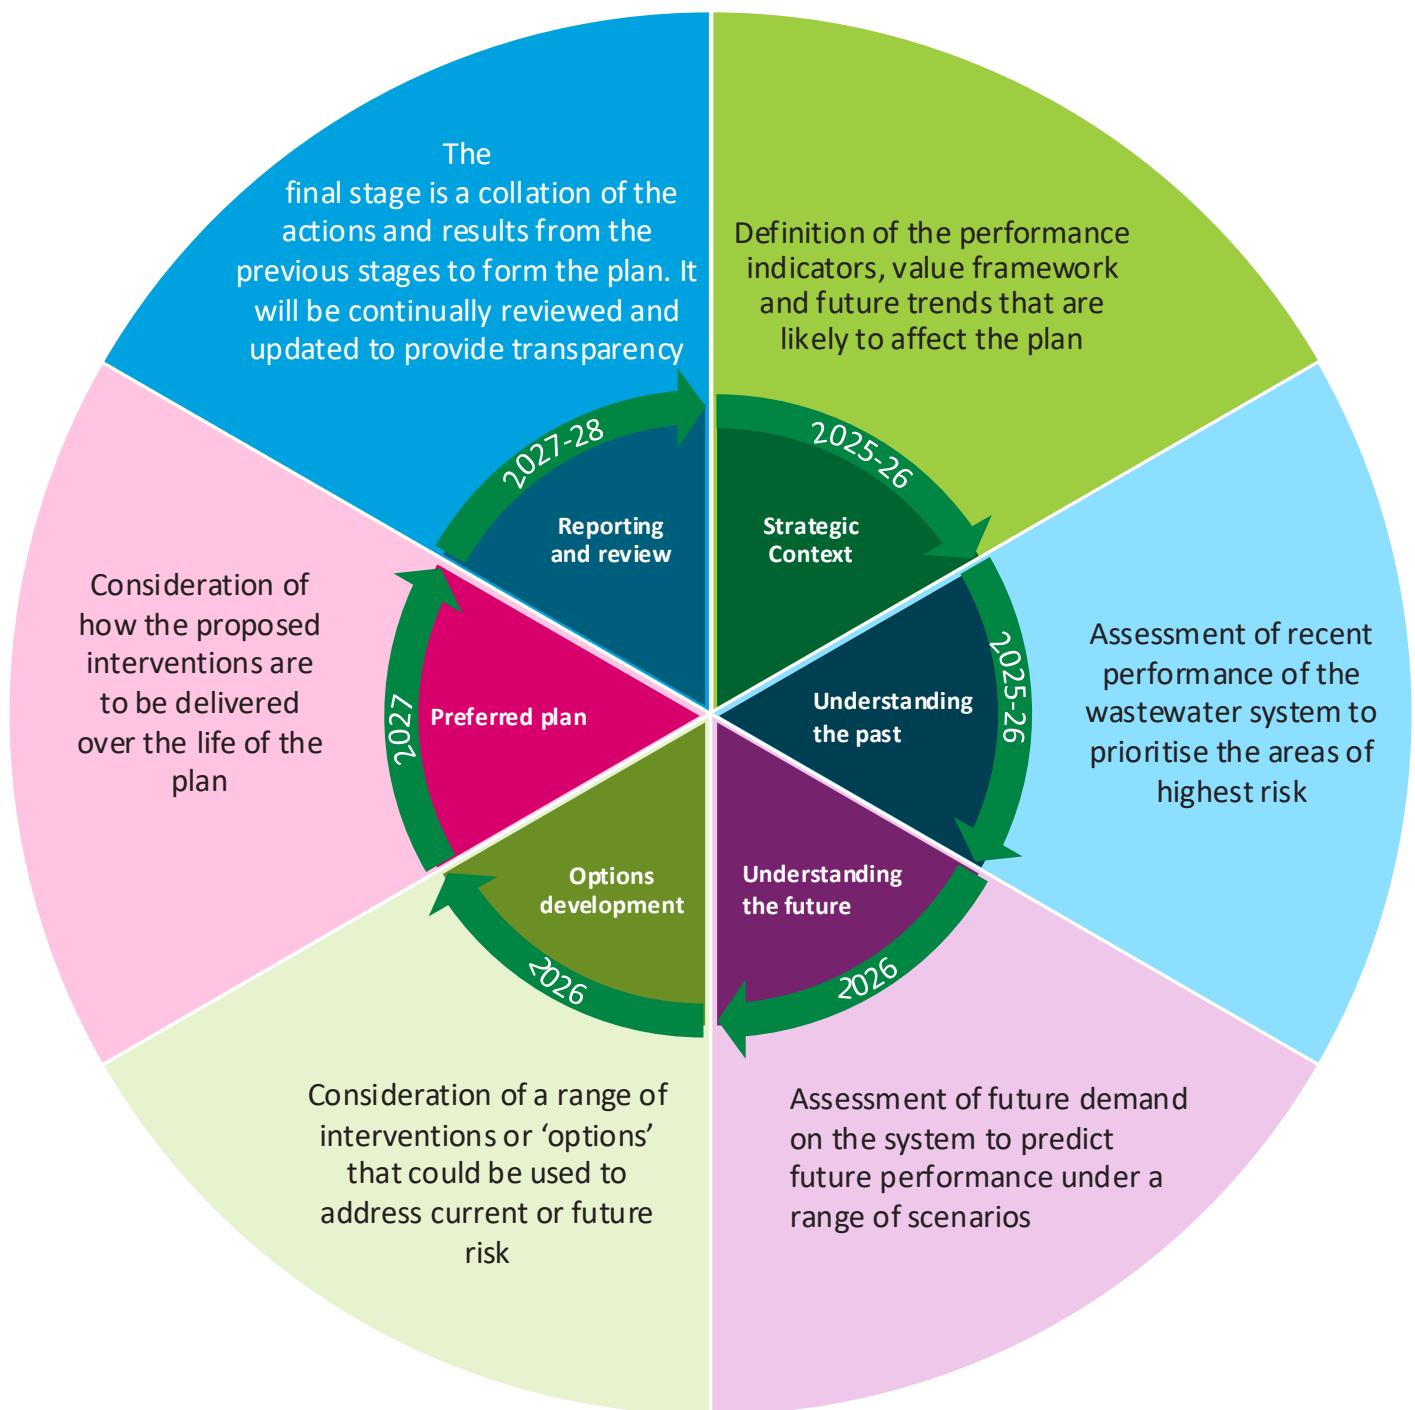 The
final stage is a collation of the
actions and results from the
previous stages to form the plan. It
will be continually reviewed and
updated to provide transparency
Definition of the performance
indicators, value framework
and future trends that are
likely to affect the plan
2027-28
2025-26
Reporting
and review
Strategic
Context
Consideration of
how the proposed
interventions are
to be delivered
over the life of the
plan
2027
Preferred plan
Understanding
the past
2025-26
Assessment of recent
performance of the
wastewater system to
prioritise the areas of
highest risk
Options
development
Understanding
the future
2026
2026
Consideration of a range of
interventions or ‘options’
that could be used to
address current or future
risk
Assessment of future demand
on the system to predict
future performance under a
range of scenarios